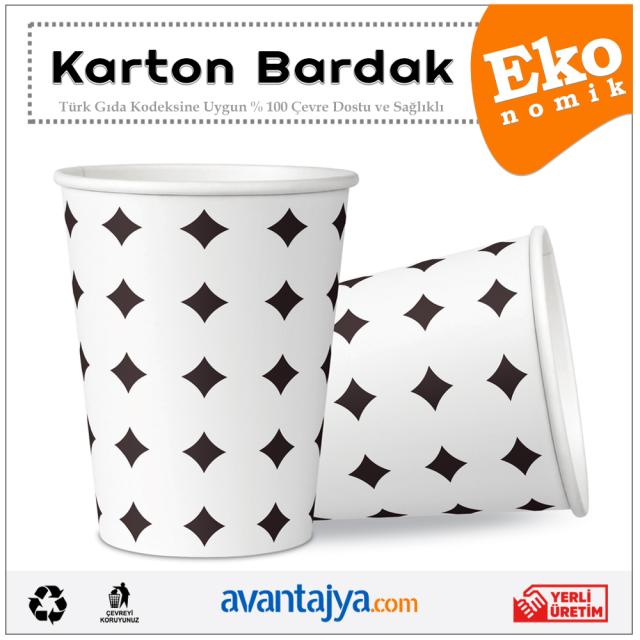 Karton Bardak
Türk Gıda Kodeksine Uygun % 100 Çevre Dostu ve Sağlıklı
Eko
nomik
ÇEVREYİ
KORUYUNUZ
avantajya.com
YERLİ
ÜRETİM